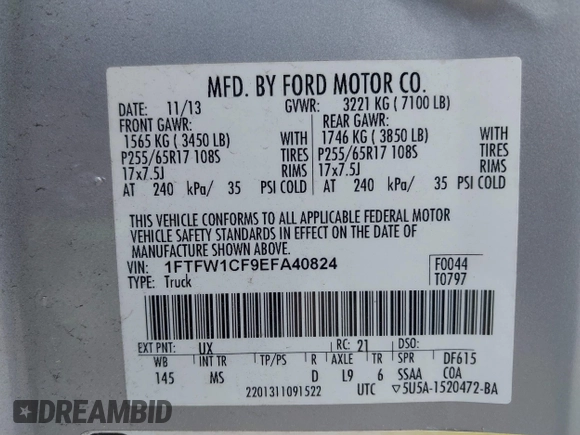 MFD. BY FORD MOTOR CO.
DATE: 11/13 GVWR: 3221 KG ( 7100 LB)
FRONT GAWR: REAR GAWR:
1565 KG ( 3450 LB) WITH 1746 KG ( 3850 LB) WITH
P255/65R17 108S TIRES P255/65R17 108S TIRES
17x7.5J RIMS 17x7.5J RIMS
AT 240 kPa/ 35 PSI COLD AT 240 kPa/ 35 PSI COLD
THIS VEHICLE CONFORMS TO ALL APPLICABLE FEDERAL MOTOR
VEHICLE SAFETY STANDARDS IN EFFECT ON THE DATE OF
MANUFACTURE SHOWN ABOVE.
VIN: 1FTFW1CF9EFA40824 F0044
TYPE: Truck T0797
EXT PNT: UX RC: 21 DSO:
WB INT TR TP/PS R AXLE TR SPR DF615
145 MS D L9 6 SSAA COA
2201311091522 UTC ▽5U5A-1520472-BA
DREAMBID